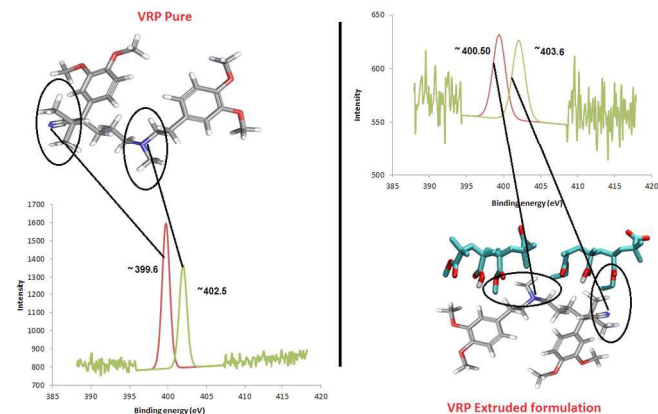 VRP Pure
1700
1600
1500
1400
1300
1200
1100
1000
900
800
700
Intensity
~ 399.6
~ 402.5
385 390 395 400 405 410 415 420
Binding energy (eV)
650
600
550
500
Intensity
~ 400.50
~ 403.6
385 390 395 400 405 410 415 420
Binding energy (eV)
VRP Extruded formulation